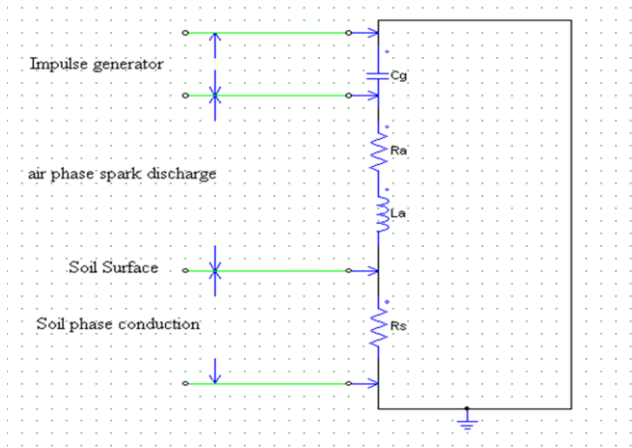 Impulse generator
Cg
Ra
air phase spark discharge
La
Soil Surface
Soil phase conduction
Rs